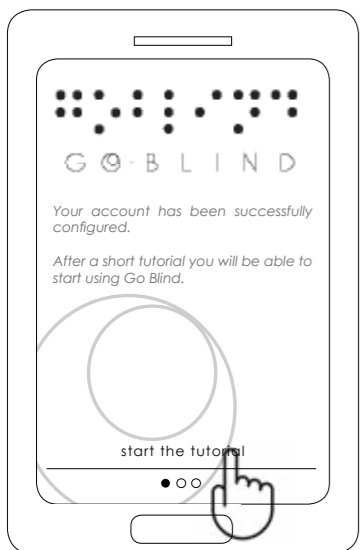 GO-BLIND
Your account has been successfully
configured.
After a short tutorial you will be able to
start using Go Blind.
start the tutorial